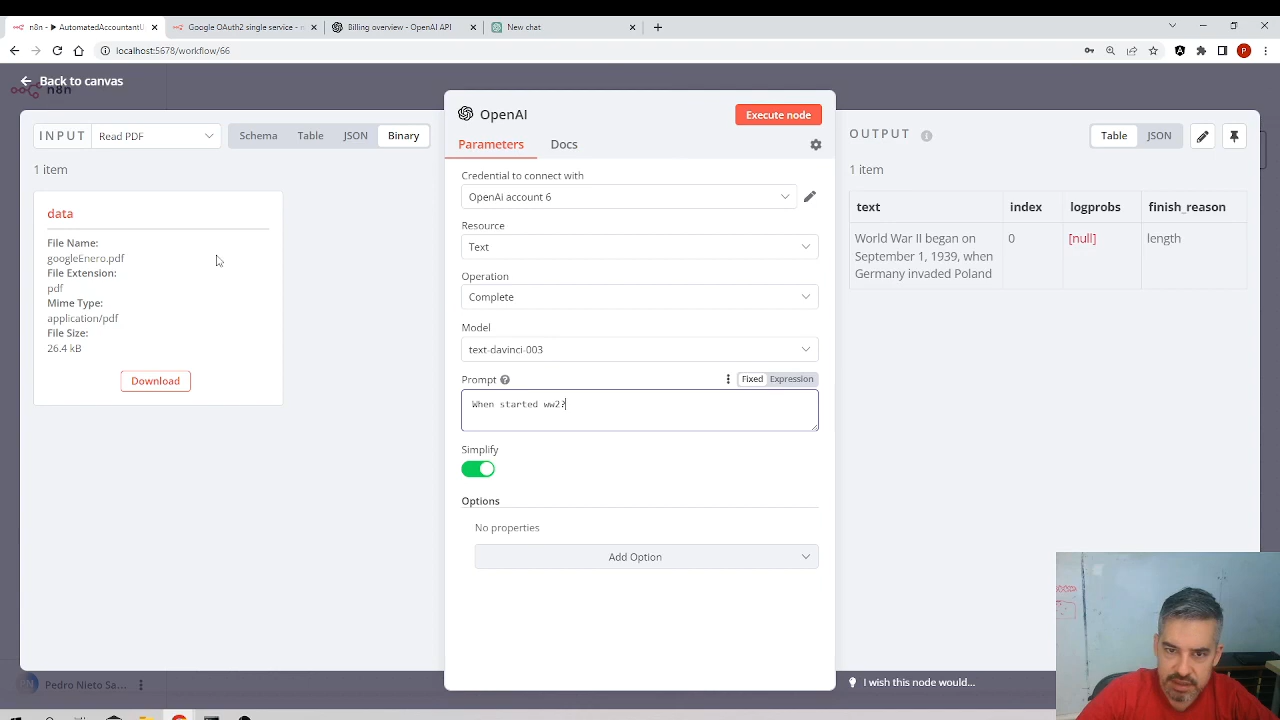 n8n - ▶ AutomatedAccountantU
Google OAuth2 single service - n
Billing overview - OpenAI API
New chat
localhost:5678/workflow/66
Back to canvas
n8n
INPUT
Read PDF
Schema
Table
JSON
Binary
1 item
data
File Name:
googleEnero.pdf
File Extension:
pdf
Mime Type:
application/pdf
File Size:
26.4 kB
Download
Pedro Nieto Sa...
OpenAI
Execute node
Parameters
Docs
Credential to connect with
OpenAi account 6
Resource
Text
Operation
Complete
Model
text-davinci-003
Prompt
Fixed
Expression
When started ww2?
Simplify
Options
No properties
Add Option
OUTPUT
Table
JSON
1 item
text
index
logprobs
finish_reason
World War II began on
September 1, 1939, when
Germany invaded Poland
0
[null]
length
I wish this node would...